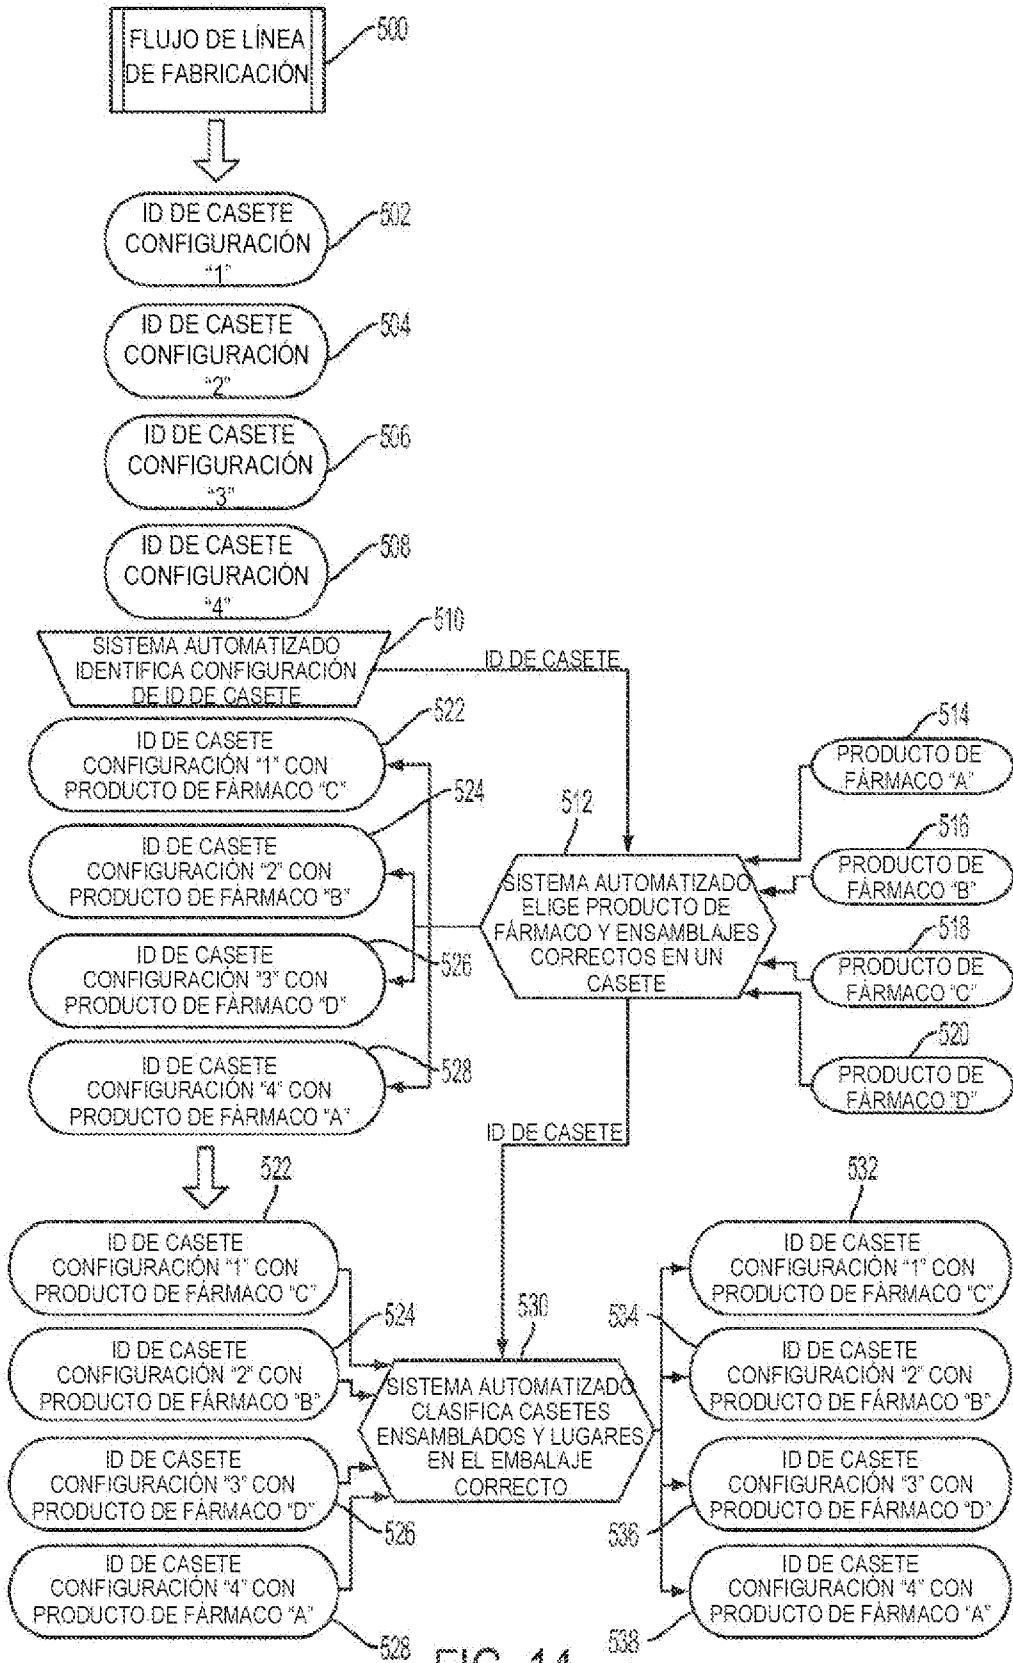 FLUJO DE LÍNEA
DE FABRICACIÓN
500
ID DE CASETE
CONFIGURACIÓN
"1"
502
ID DE CASETE
CONFIGURACIÓN
"2"
504
ID DE CASETE
CONFIGURACIÓN
"3"
506
ID DE CASETE
CONFIGURACIÓN
"4"
508
SISTEMA AUTOMATIZADO
IDENTIFICA CONFIGURACIÓN
DE ID DE CASETE
510
ID DE CASETE
ID DE CASETE
CONFIGURACIÓN "1" CON
PRODUCTO DE FÁRMACO "C"
522
ID DE CASETE
CONFIGURACIÓN "2" CON
PRODUCTO DE FÁRMACO "B"
524
ID DE CASETE
CONFIGURACIÓN "3" CON
PRODUCTO DE FÁRMACO "D"
526
ID DE CASETE
CONFIGURACIÓN "4" CON
PRODUCTO DE FÁRMACO "A"
528
512
SISTEMA AUTOMATIZADO
ELIGE PRODUCTO DE
FÁRMACO Y ENSAMBLAJES
CORRECTOS EN UN
CASETE
514
PRODUCTO DE
FÁRMACO "A"
516
PRODUCTO DE
FÁRMACO "B"
518
PRODUCTO DE
FÁRMACO "C"
520
PRODUCTO DE
FÁRMACO "D"
ID DE CASETE
522
ID DE CASETE
CONFIGURACIÓN "1" CON
PRODUCTO DE FÁRMACO "C"
524
ID DE CASETE
CONFIGURACIÓN "2" CON
PRODUCTO DE FÁRMACO "B"
ID DE CASETE
CONFIGURACIÓN "3" CON
PRODUCTO DE FÁRMACO "D"
526
ID DE CASETE
CONFIGURACIÓN "4" CON
PRODUCTO DE FÁRMACO "A"
528
530
SISTEMA AUTOMATIZADO
CLASIFICA CASETES
ENSAMBLADOS Y LUGARES
EN EL EMBALAJE
CORRECTO
532
ID DE CASETE
CONFIGURACIÓN "1" CON
PRODUCTO DE FÁRMACO "C"
534
ID DE CASETE
CONFIGURACIÓN "2" CON
PRODUCTO DE FÁRMACO "B"
ID DE CASETE
CONFIGURACIÓN "3" CON
PRODUCTO DE FÁRMACO "D"
536
ID DE CASETE
CONFIGURACIÓN "4" CON
PRODUCTO DE FÁRMACO "A"
538